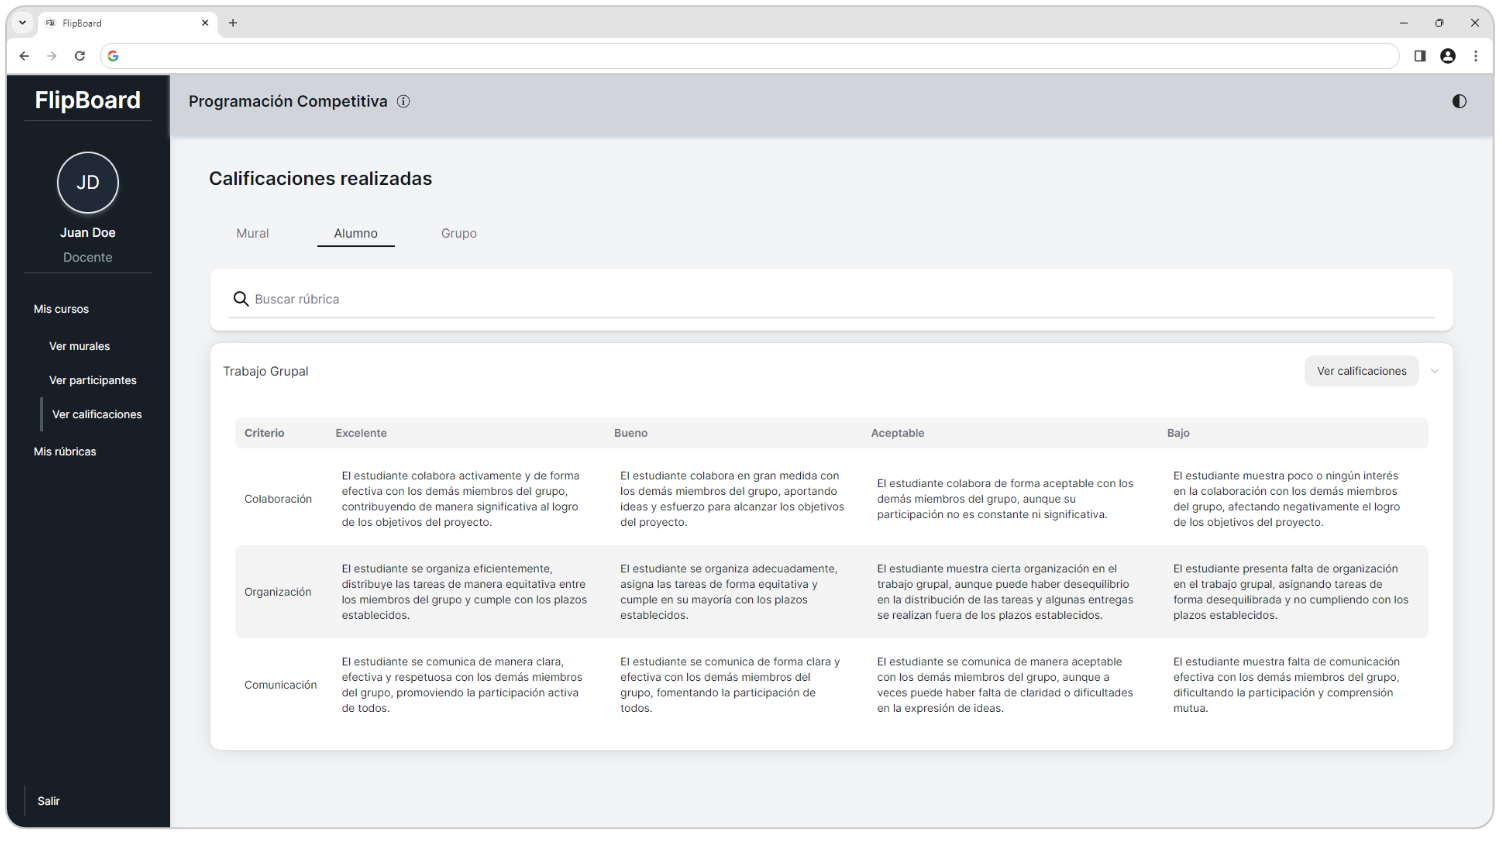 FlipBoard
FlipBoard
Programación Competitiva
JD
Juan Doe
Docente
Mis cursos
Ver murales
Ver participantes
Ver calificaciones
Mis rúbricas
Salir
Calificaciones realizadas
Mural Alumno Grupo
Buscar rúbrica
Trabajo Grupal
Ver calificaciones
Criterio Excelente Bueno Aceptable Bajo
Colaboración
El estudiante colabora activamente y de forma
efectiva con los demás miembros del grupo,
contribuyendo de manera significativa al logro
de los objetivos del proyecto.
El estudiante colabora en gran medida con
los demás miembros del grupo, aportando
ideas y esfuerzo para alcanzar los objetivos
del proyecto.
El estudiante colabora de forma aceptable con los
demás miembros del grupo, aunque su
participación no es constante ni significativa.
El estudiante muestra poco o ningún interés
en la colaboración con los demás miembros
del grupo, afectando negativamente el logro
de los objetivos del proyecto.
Organización
El estudiante se organiza eficientemente,
distribuye las tareas de manera equitativa entre
los miembros del grupo y cumple con los plazos
establecidos.
El estudiante se organiza adecuadamente,
asigna las tareas de forma equitativa y
cumple en su mayoría con los plazos
establecidos.
El estudiante muestra cierta organización en el
trabajo grupal, aunque puede haber desequilibrio
en la distribución de las tareas y algunas entregas
se realizan fuera de los plazos establecidos.
El estudiante presenta falta de organización
en el trabajo grupal, asignando tareas de
forma desequilibrada y no cumpliendo con los
plazos establecidos.
Comunicación
El estudiante se comunica de manera clara,
efectiva y respetuosa con los demás miembros
del grupo, promoviendo la participación activa
de todos.
El estudiante se comunica de forma clara y
efectiva con los demás miembros del
grupo, fomentando la participación de
todos.
El estudiante se comunica de manera aceptable
con los demás miembros del grupo, aunque a
veces puede haber falta de claridad o dificultades
en la expresión de ideas.
El estudiante muestra falta de comunicación
efectiva con los demás miembros del grupo,
dificultando la participación y comprensión
mutua.